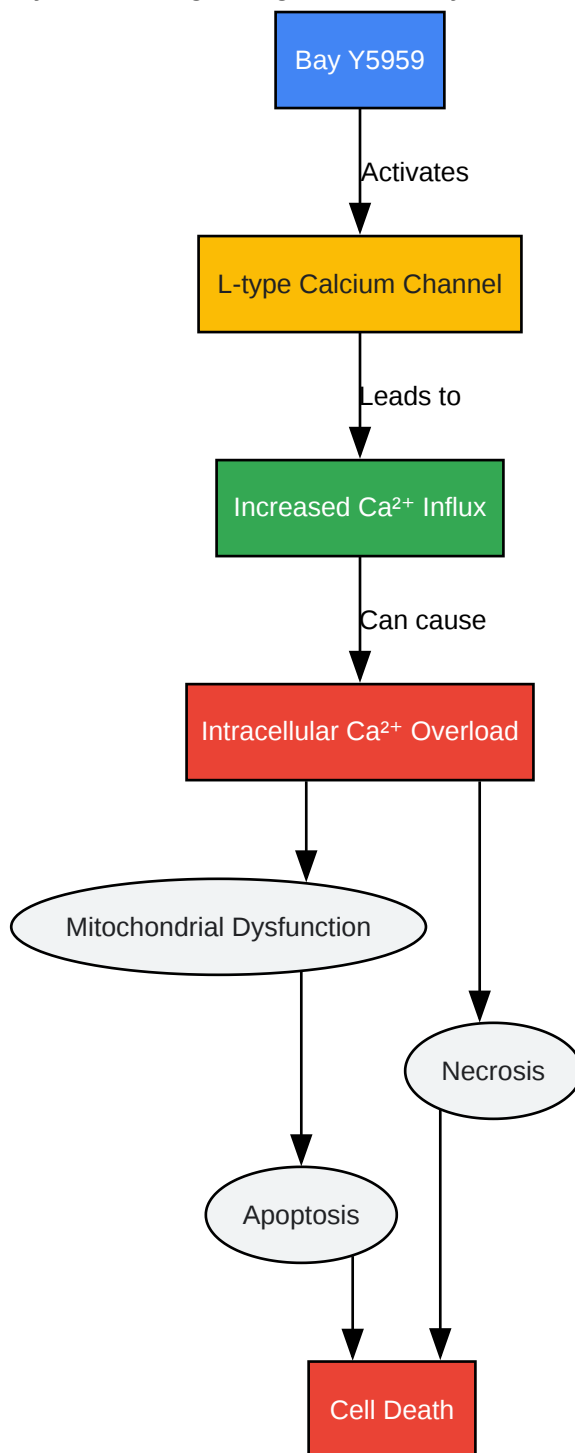 Bay Y5959
Activates
L-type Calcium Channel
Leads to
Increased Ca²⁺ Influx
Can cause
Intracellular Ca²⁺ Overload
Mitochondrial Dysfunction
Necrosis
Apoptosis
Cell Death